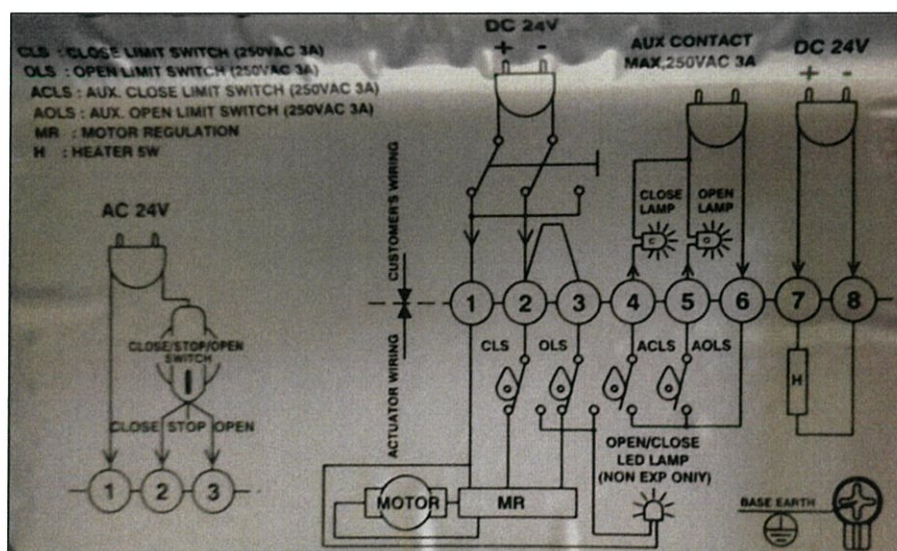 CLS : CLOSE LIMIT SWITCH (250VAC 3A)
OLS : OPEN LIMIT SWITCH (250VAC 3A)
ACLS : AUX. CLOSE LIMIT SWITCH (250VAC 3A)
AOLS : AUX. OPEN LIMIT SWITCH (250VAC 3A)
MR : MOTOR REGULATION
H : HEATER 5W
DC 24V
+ -
AUX CONTACT
MAX,250VAC 3A
DC 24V
+ -
CLOSE
LAMP
OPEN
LAMP
C
O
AC 24V
CLOSE/STOP/OPEN
SWITCH
CLOSE STOP OPEN
1 2 3
CUSTOMER'S WIRING
ACTUATOR WIRING
1 2 3 4 5 6 7 8
CLS OLS ACLS AOLS
H
OPEN/CLOSE
LED LAMP
(NON EXP ONIY)
MOTOR
MR
BASE EARTH